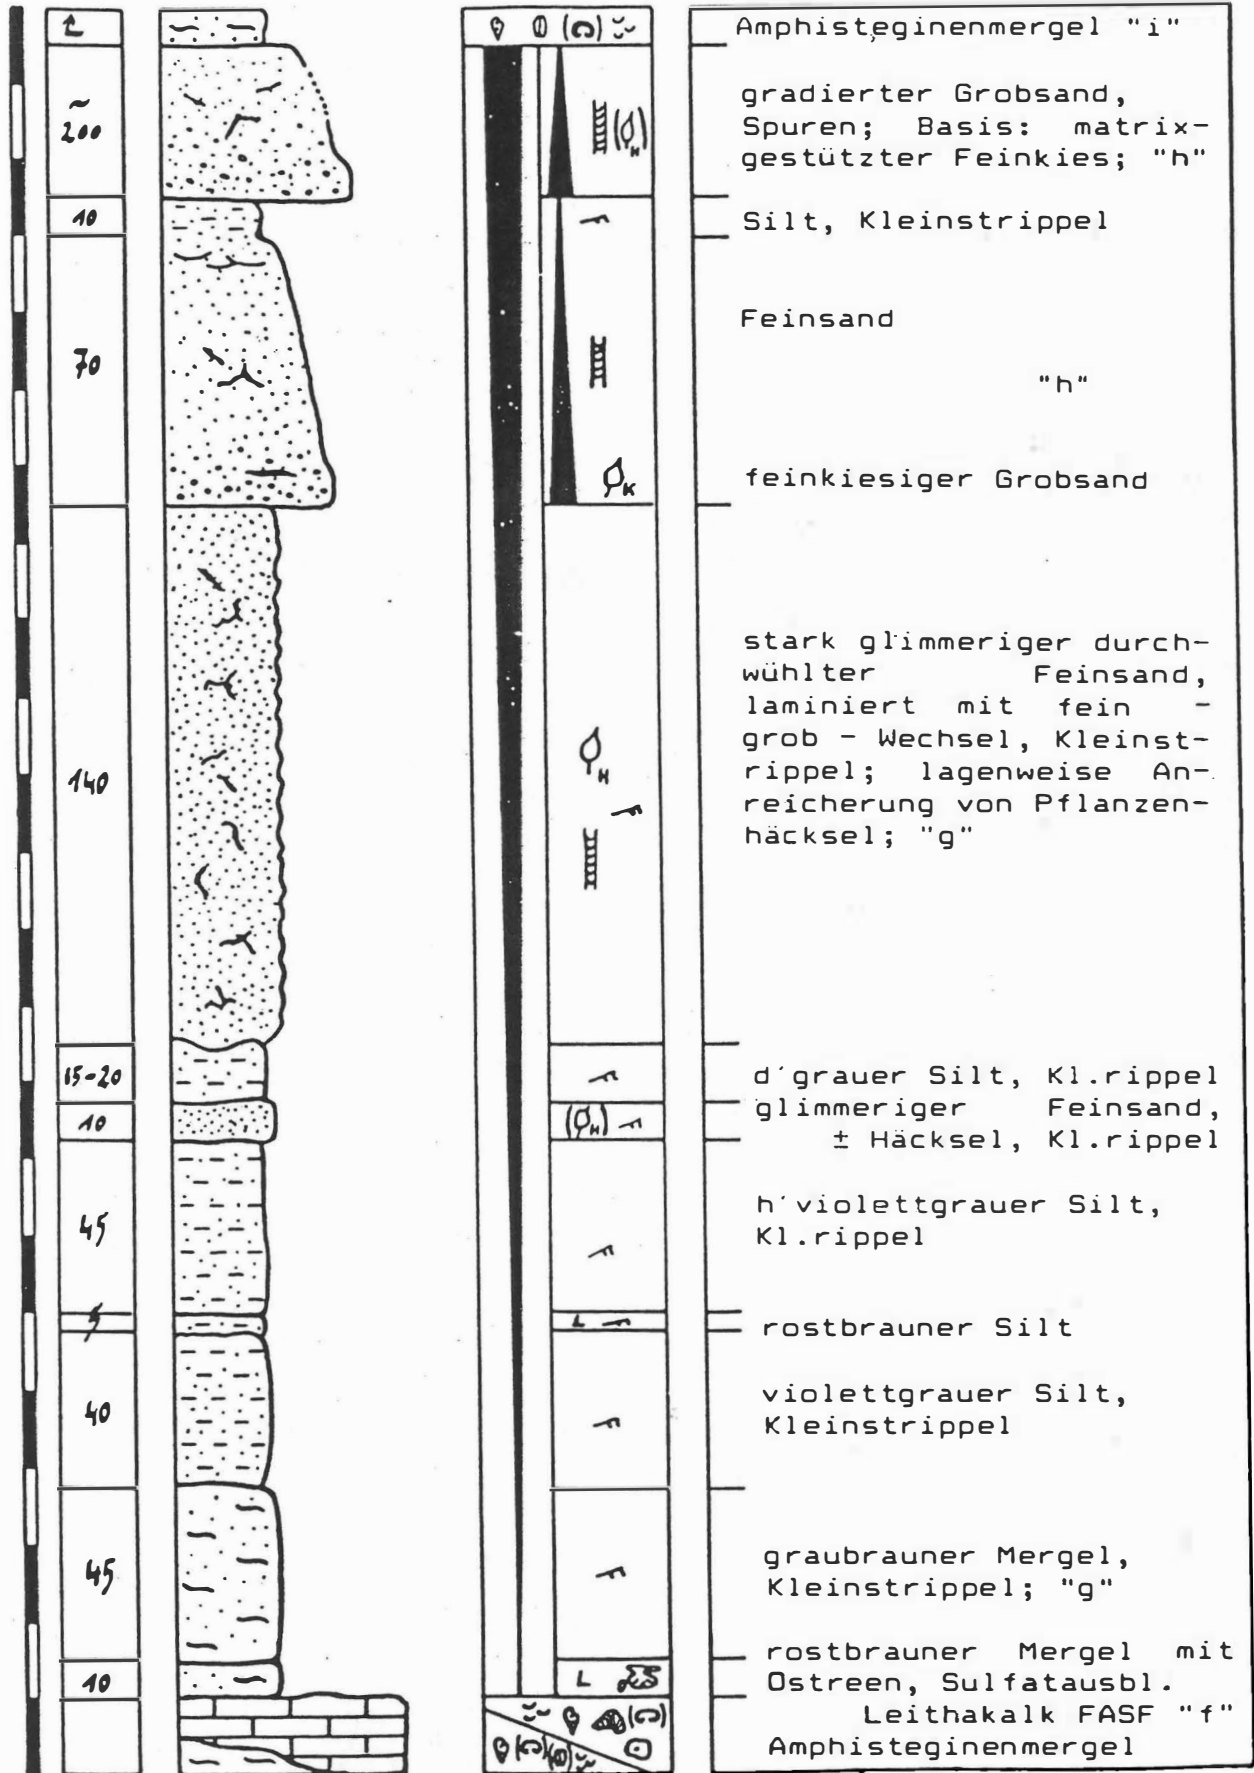 Amphisteginenmergel "i"
~
200
gradierter Grobsand,
Spuren; Basis: matrix-
gestützter Feinkies; "h"
H
10
Silt, Kleinstrippel
70
Feinsand
"h"
feinkiesiger Grobsand
K
140
stark glimmeriger durch-
wühlter Feinsand,
laminiert mit fein -
grob - Wechsel, Kleinst-
rippel; lagenweise An-
reicherung von Pflanzen-
häcksel; "g"
H
15-20
d'grauer Silt, Kl.rippel
10
glimmeriger Feinsand,
± Häcksel, Kl.rippel
H
45
h'violettgrauer Silt,
Kl.rippel
5
L
rostbrauner Silt
40
violettgrauer Silt,
Kleinstrippel
45
graubrauner Mergel,
Kleinstrippel; "g"
10
L
rostbrauner Mergel mit
Ostreen, Sulfatausbl.
Leithakalk FASF "f"
Amphisteginenmergel